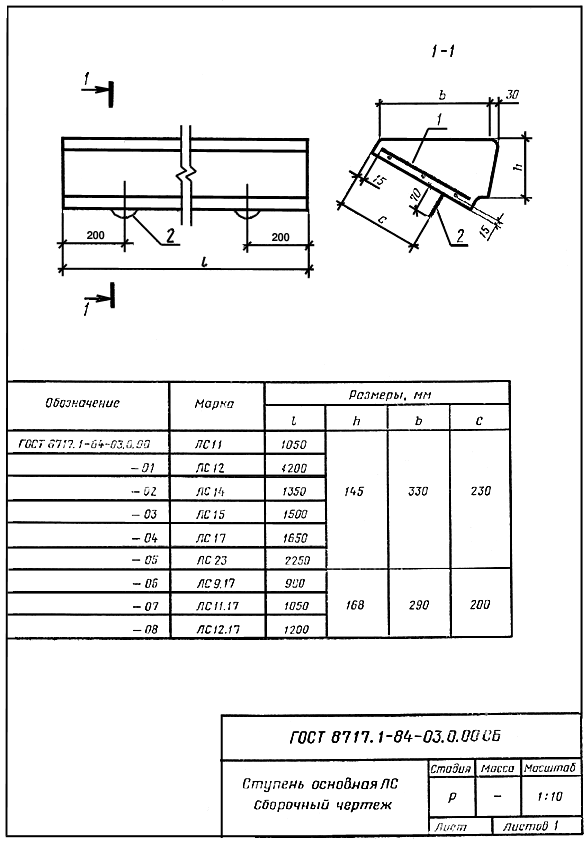 1-1
1
b
30
1
h
15
70
200
2
200
c
2
15
l
1
Обозначение
Марка
Размеры, мм
l
h
b
c
ГОСТ 8717.1-84-03.0.00
ЛС11
1050
-01
ЛС12
1200
-02
ЛС14
1350
145
330
230
-03
ЛС15
1500
-04
ЛС17
1650
-05
ЛС23
2250
-06
ЛС9.17
900
-07
ЛС11.17
1050
168
290
200
-08
ЛС12.17
1200
ГОСТ 8717.1-84-03.0.00 СБ
Ступень основная ЛС
Сборочный чертеж
Стадия
Масса
Масштаб
Р
-
1:10
Лист
Листов 1